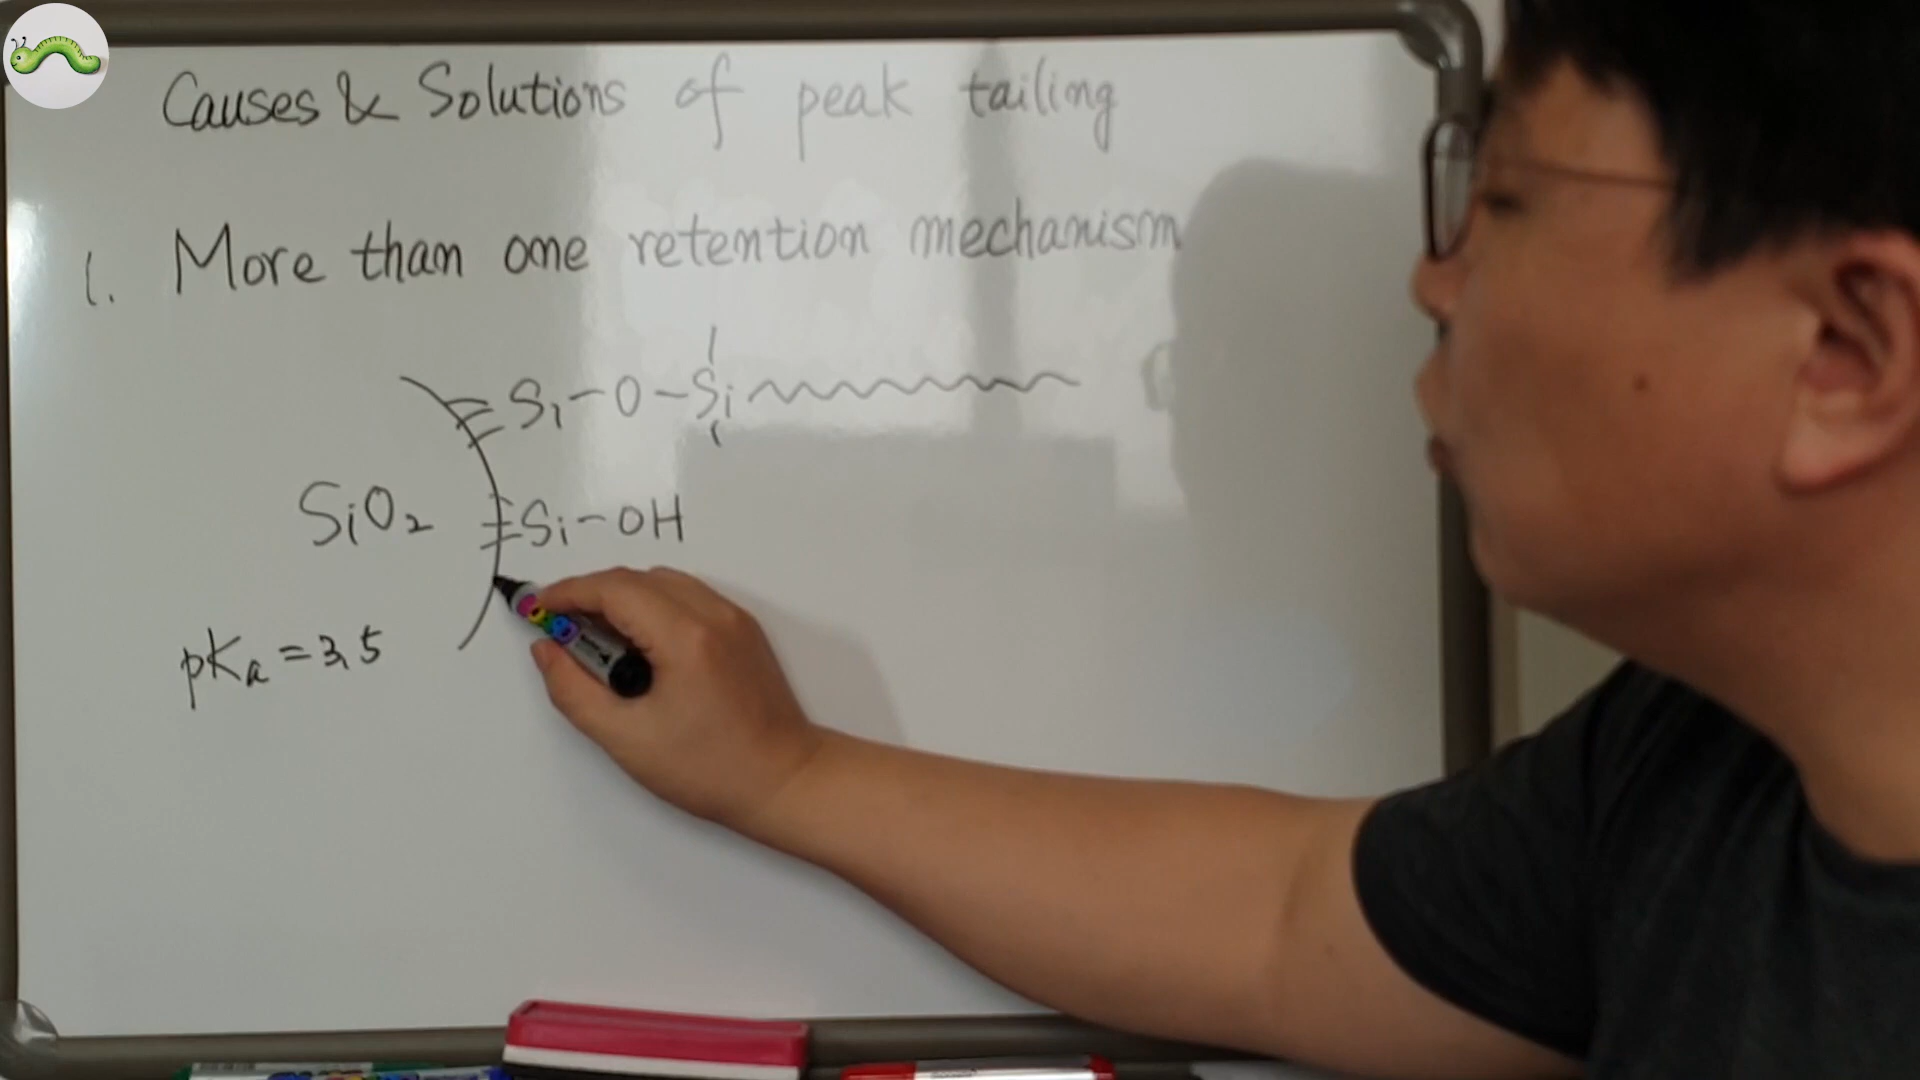 Causes & Solutions of peak tailing
1. More than one retention mechanism
Si-O-Si
SiO₂
Si-OH
pKa = 3.5